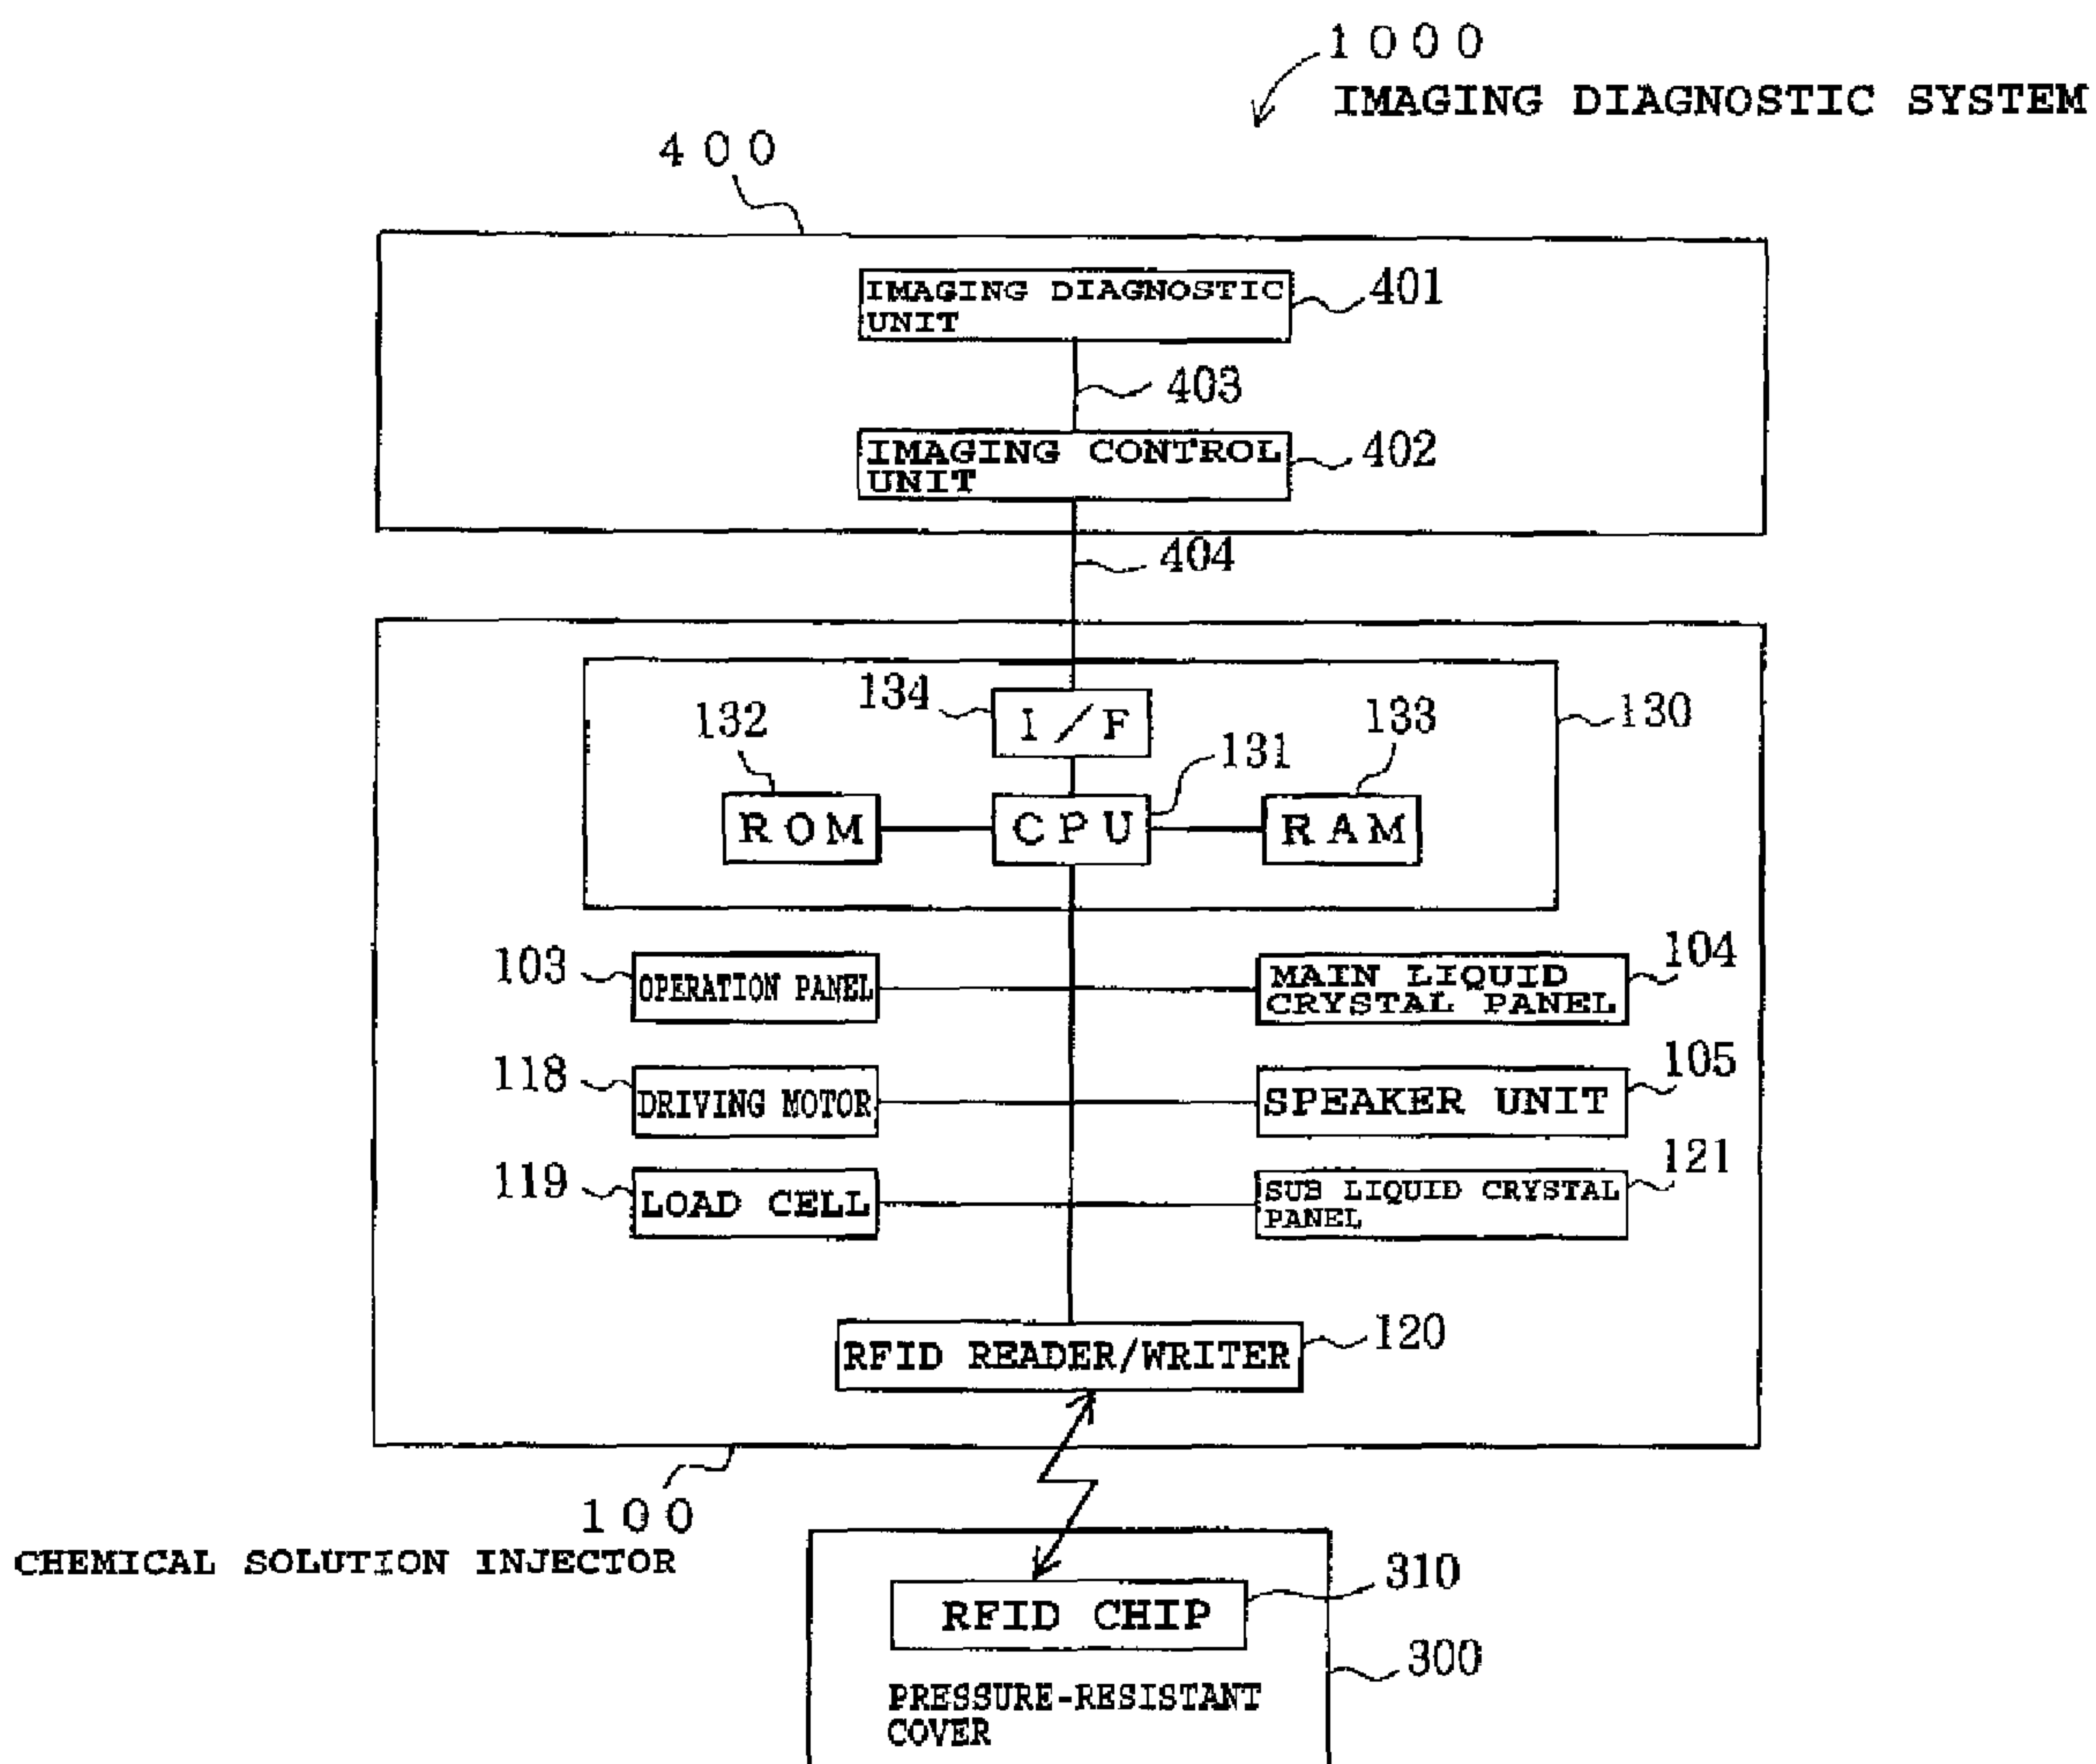 1000
IMAGING DIAGNOSTIC SYSTEM
400
IMAGING DIAGNOSTIC
UNIT
401
403
IMAGING CONTROL
UNIT
402
404
134
I/F
132
133
130
131
ROM
CPU
RAM
103
OPERATION PANEL
MAIN LIQUID
CRYSTAL PANEL
104
118
DRIVING MOTOR
SPEAKER UNIT
105
119
LOAD CELL
SUB LIQUID CRYSTAL
PANEL
121
RFID READER/WRITER
120
100
CHEMICAL SOLUTION INJECTOR
RFID CHIP
310
300
PRESSURE-RESISTANT
COVER